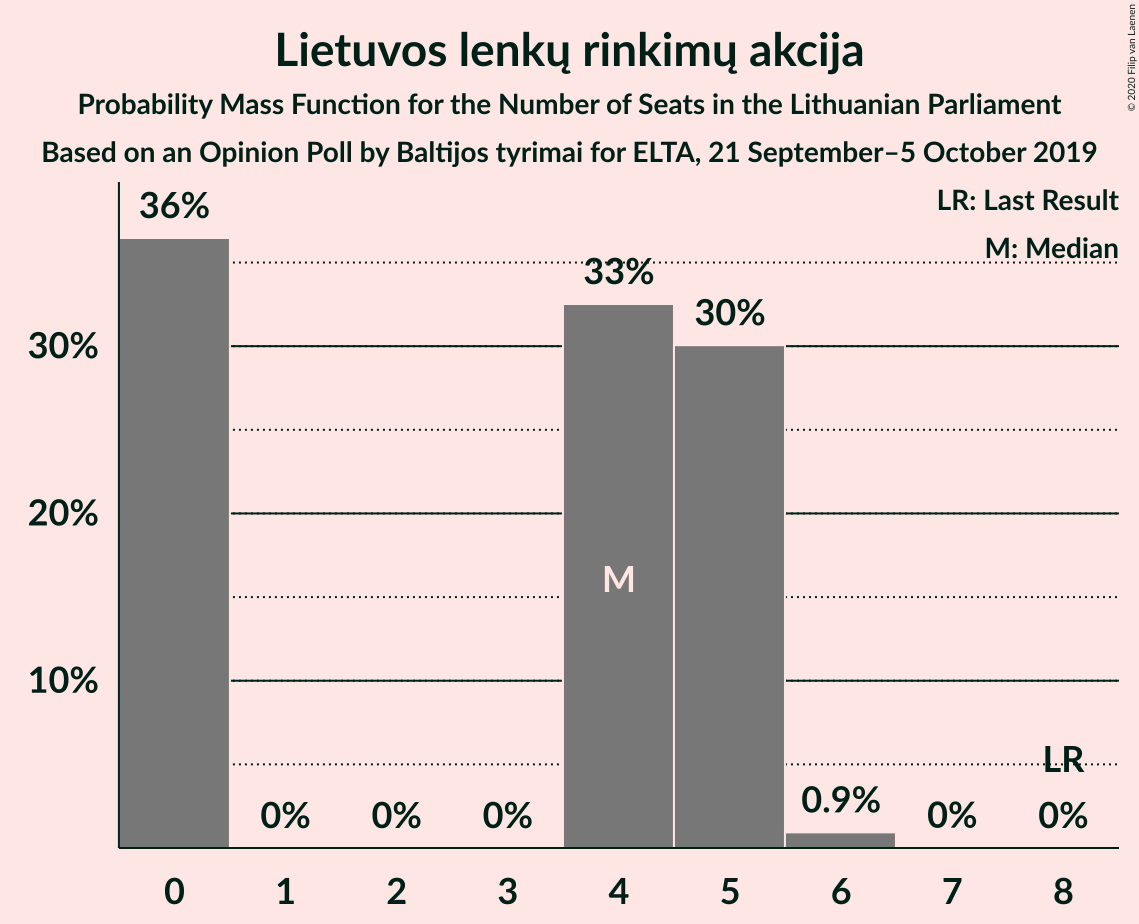 Lietuvos lenkų rinkimų akcija
Probability Mass Function for the Number of Seats in the Lithuanian Parliament
Based on an Opinion Poll by Baltijos tyrimai for ELTA, 21 September–5 October 2019
© 2020 Filip van Laenen
LR: Last Result
M: Median
36%
33%
30%
30%
20%
M
10%
LR
0%
0%
0%
0.9%
0%
0%
0
1
2
3
4
5
6
7
8